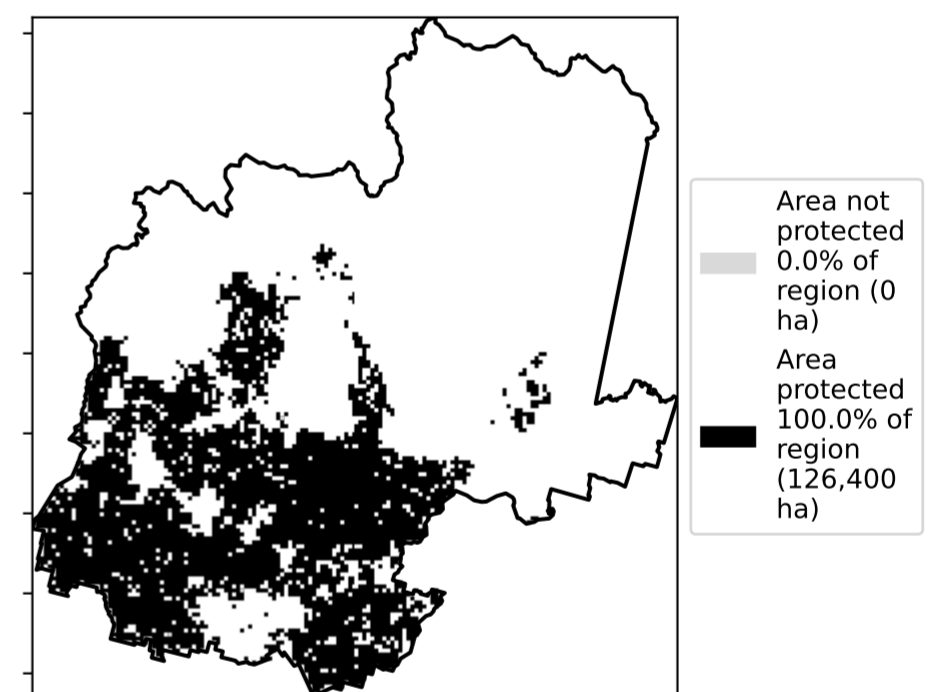 Area not
protected
0.0% of
region (0
ha)
Area
protected
100.0% of
region
(126,400
ha)